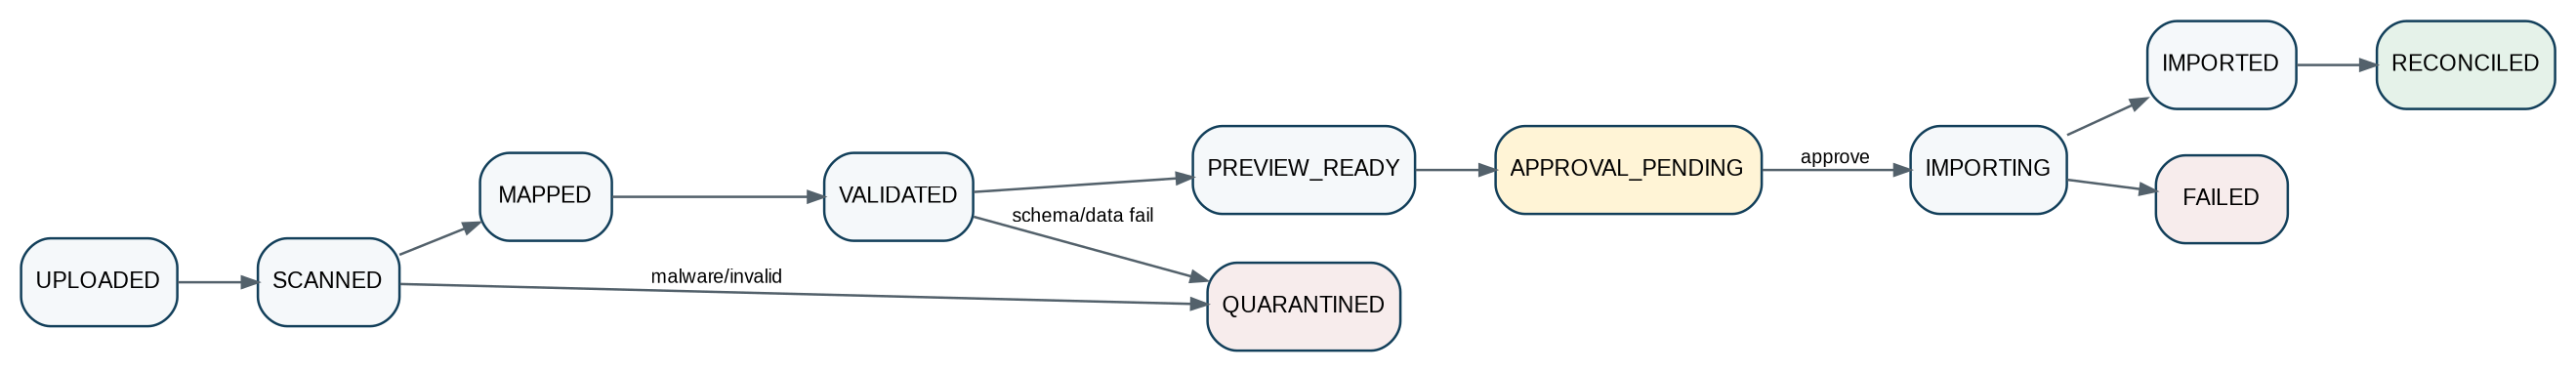 UPLOADED
SCANNED
MAPPED
malware/invalid
VALIDATED
schema/data fail
PREVIEW_READY
QUARANTINED
APPROVAL_PENDING
approve
IMPORTING
IMPORTED
FAILED
RECONCILED